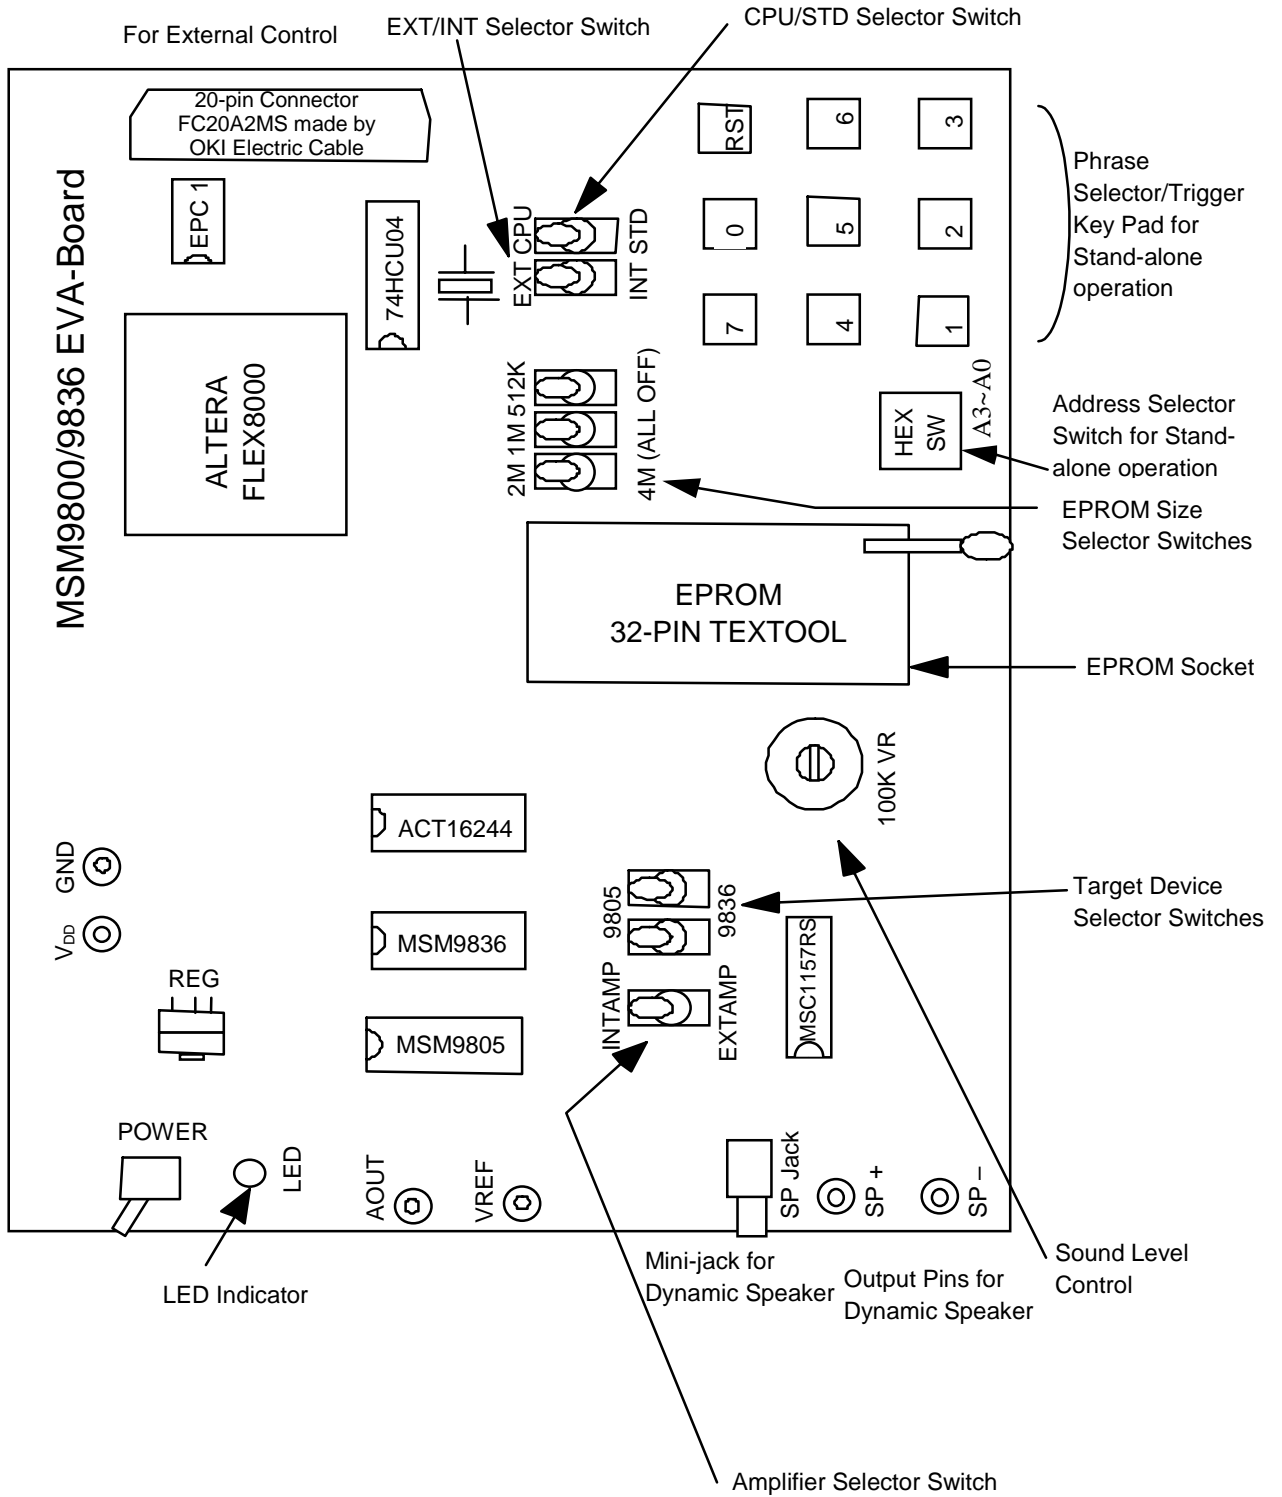 For External Control
EXT/INT Selector Switch
CPU/STD Selector Switch
20-pin Connector
FC20A2MS made by
OKI Electric Cable
MSM9800/9836 EVA-Board
EPC 1
74HCU04
EXT CPU
INT STD
RST
6
3
0
5
2
7
4
1
Phrase
Selector/Trigger
Key Pad for
Stand-alone
operation
ALTERA
FLEX8000
2M 1M 512K
4M (ALL OFF)
HEX
SW
A3~A0
Address Selector
Switch for Stand-
alone operation
EPROM Size
Selector Switches
EPROM
32-PIN TEXTOOL
EPROM Socket
100K VR
ACT16244
GND
VDD
MSM9836
9805
9836
Target Device
Selector Switches
REG
MSM9805
INTAMP
EXTAMP
MSC1157RS
POWER
LED
AOUT
VREF
SP Jack
SP +
SP –
LED Indicator
Mini-jack for
Dynamic Speaker
Output Pins for
Dynamic Speaker
Sound Level
Control
Amplifier Selector Switch